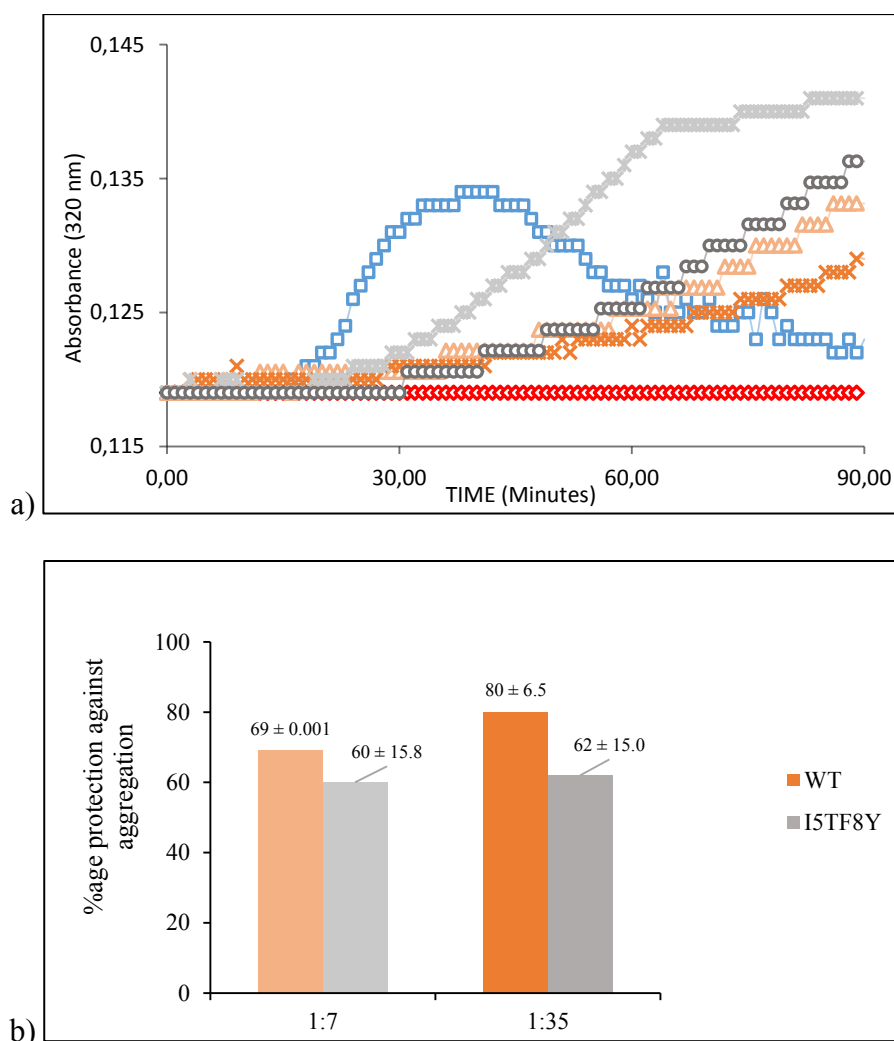 0,145
0,135
0,125
0,115
Absorbance (320 nm)
0,00
30,00
60,00
90,00
TIME (Minutes)
a)
100
80
60
40
20
0
%age protection against
aggregation
69 ± 0.001
60 ± 15.8
80 ± 6.5
62 ± 15.0
1:7
1:35
WT
I5TF8Y
b)